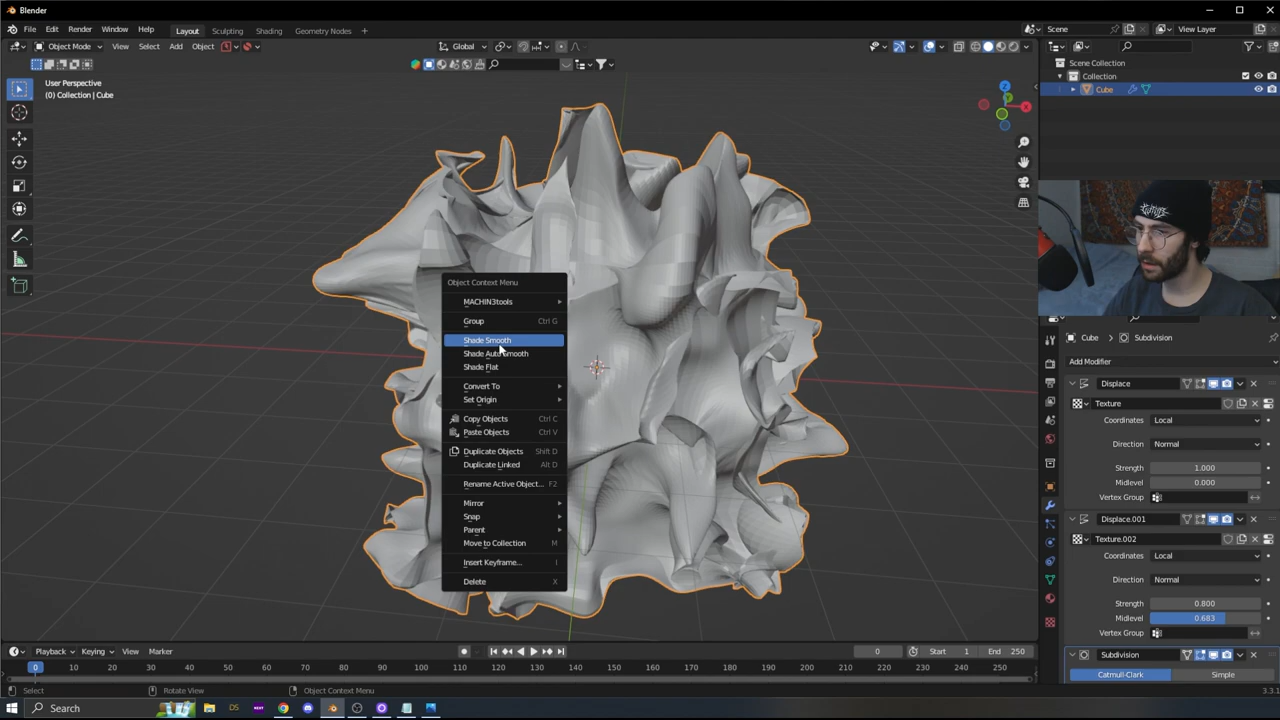 Blender
File Edit Render Window Help Layout Sculpting Shading Geometry Nodes Scene View Layer
Object Mode View Select Add Object Global
User Perspective
(0) Collection | Cube
Scene Collection
Collection
Cube
Object Context Menu
MACHIN3tools
Group Ctrl G
Shade Smooth
Shade Auto Smooth
Shade Flat
Convert To
Set Origin
Copy Objects Ctrl C
Paste Objects Ctrl V
Duplicate Objects Shift D
Duplicate Linked Alt D
Rename Active Object... F2
Mirror
Snap
Parent
Move to Collection M
Insert Keyframe... I
Delete X
Cube Subdivision
Add Modifier
Displace
Texture
Coordinates Local
Direction Normal
Strength 1.000
Midlevel 0.000
Vertex Group
Displace.001
Texture.002
Coordinates Local
Direction Normal
Strength 0.800
Midlevel 0.683
Vertex Group
Subdivision
Catmull-Clark Simple
Playback Keying View Marker 0 Start 1 End 250
0 10 20 30 40 50 60 70 80 90 100 110 120 130 140 150 160 170 180 190 200 210 220 230 240 250
Select Rotate View Object Context Menu 3.3.1
Search DS